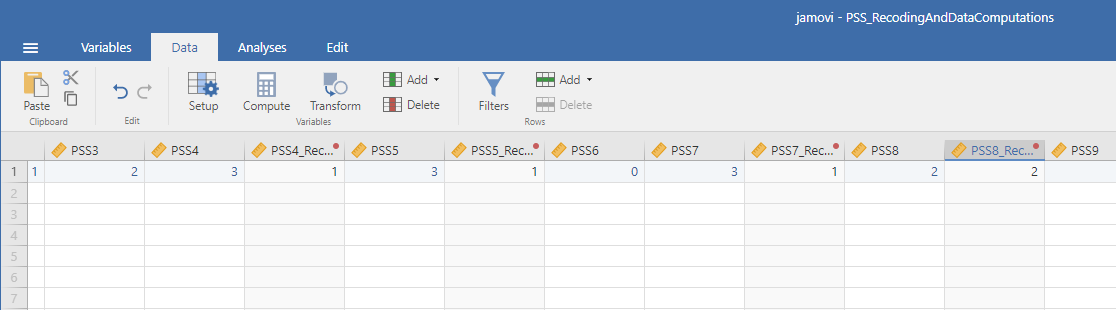 jamovi - PSS_RecodingAndDataComputations
Variables Data Analyses Edit
Paste Setup Compute Transform Add Delete Filters Add Delete
Clipboard Edit Variables Rows
PSS3 PSS4 PSS4_Rec... PSS5 PSS5_Rec... PSS6 PSS7 PSS7_Rec... PSS8 PSS8_Rec... PSS9
1 1 2 3 1 3 1 0 3 1 2 2
2
3
4
5
6
7